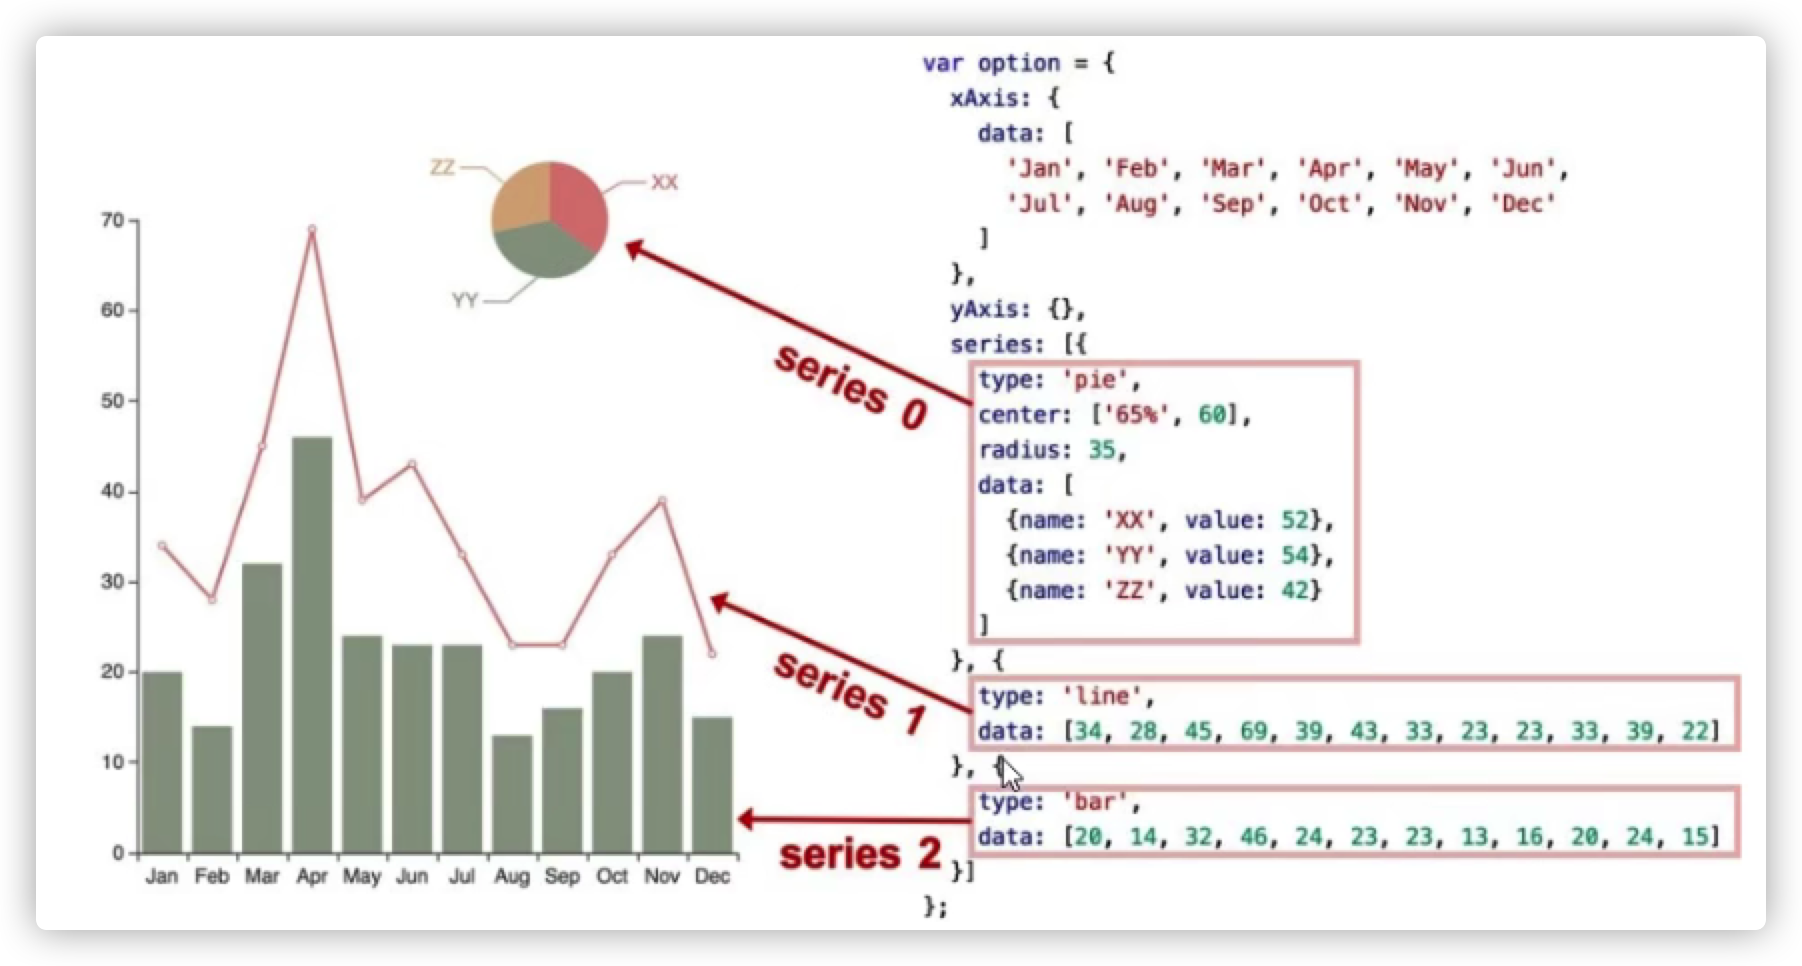 ZZ
XX
YY
70
60
50
40
30
20
10
0
Jan Feb Mar Apr May Jun Jul Aug Sep Oct Nov Dec
series 0
series 1
series 2
var option = {
xAxis: {
data: [
'Jan', 'Feb', 'Mar', 'Apr', 'May', 'Jun',
'Jul', 'Aug', 'Sep', 'Oct', 'Nov', 'Dec'
]
},
yAxis: {},
series: [{
type: 'pie',
center: ['65%', 60],
radius: 35,
data: [
{name: 'XX', value: 52},
{name: 'YY', value: 54},
{name: 'ZZ', value: 42}
]
}, {
type: 'line',
data: [34, 28, 45, 69, 39, 43, 33, 23, 23, 33, 39, 22]
}, {
type: 'bar',
data: [20, 14, 32, 46, 24, 23, 23, 13, 16, 20, 24, 15]
}]
};